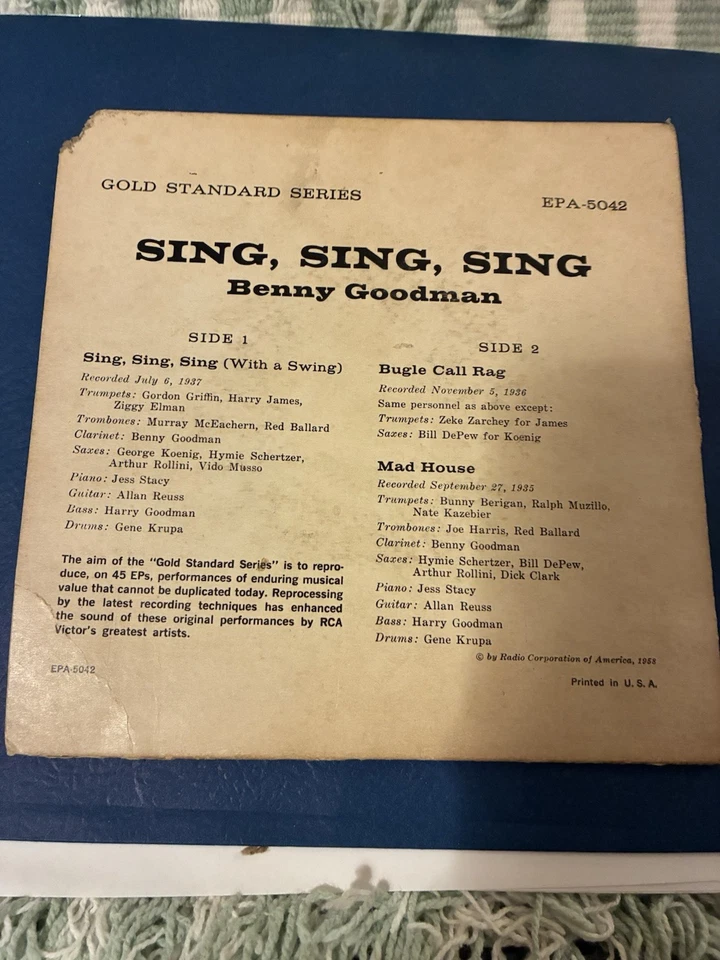 GOLD STANDARD SERIES
EPA-5042
SING, SING, SING
Benny Goodman
SIDE 1
Sing, Sing, Sing (With a Swing)
Recorded July 6, 1937
Trumpets: Gordon Griffin, Harry James,
Ziggy Elman
Trombones: Murray McEachern, Red Ballard
Clarinet: Benny Goodman
Saxes: George Koenig, Hymie Schertzer,
Arthur Rollini, Vido Musso
Piano: Jess Stacy
Guitar: Allan Reuss
Bass: Harry Goodman
Drums: Gene Krupa
The aim of the "Gold Standard Series" is to repro-
duce, on 45 EPs, performances of enduring musical
value that cannot be duplicated today. Reprocessing
by the latest recording techniques has enhanced
the sound of these original performances by RCA
Victor's greatest artists.
EPA-5042
SIDE 2
Bugle Call Rag
Recorded November 5, 1936
Same personnel as above except:
Trumpets: Zeke Zarchey for James
Saxes: Bill DePew for Koenig
Mad House
Recorded September 27, 1935
Trumpets: Bunny Berigan, Ralph Muzillo,
Nate Kazebier
Trombones: Joe Harris, Red Ballard
Clarinet: Benny Goodman
Saxes: Hymie Schertzer, Bill DePew,
Arthur Rollini, Dick Clark
Piano: Jess Stacy
Guitar: Allan Reuss
Bass: Harry Goodman
Drums: Gene Krupa
© by Radio Corporation of America, 1958
Printed in U. S. A.